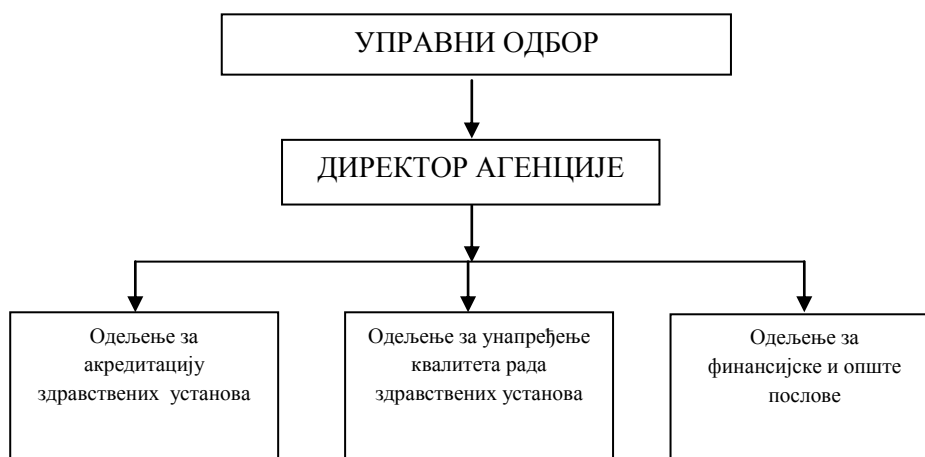 УПРАВНИ ОДБОР
ДИРЕКТОР АГЕНЦИЈЕ
Одељење за
акредитацију
здравствених установа
Одељење за унапређење
квалитета рада
здравствених установа
Одељење за
финансијске и опште
послове